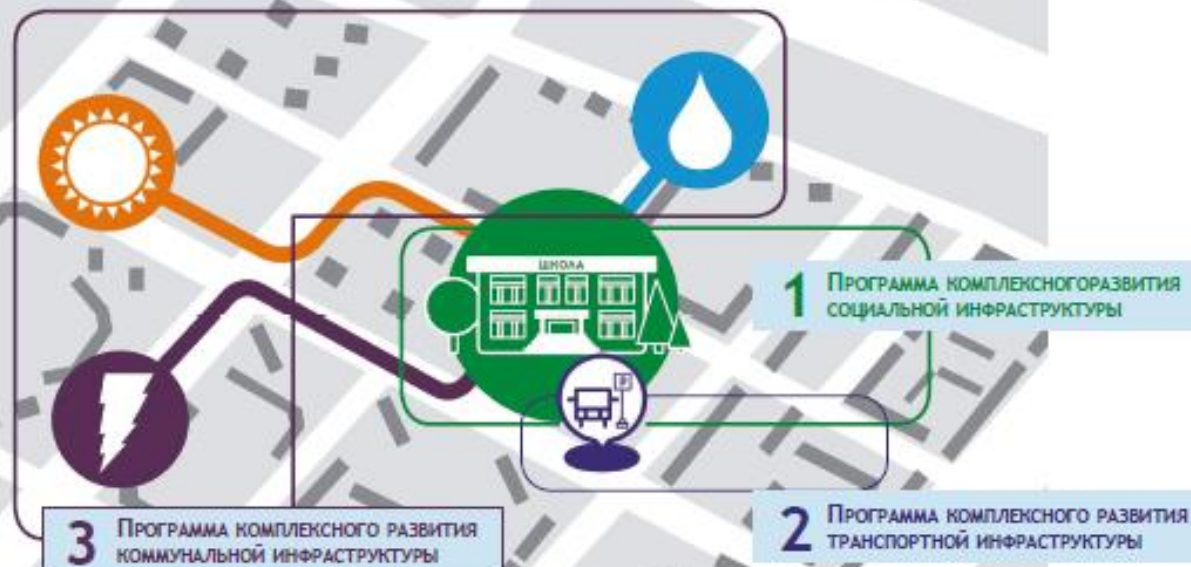 ШКОЛА
1 ПРОГРАММА КОМПЛЕКСНОГОРАЗВИТИЯ
СОЦИАЛЬНОЙ ИНФРАСТРУКТУРЫ
2 ПРОГРАММА КОМПЛЕКСНОГО РАЗВИТИЯ
ТРАНСПОРТНОЙ ИНФРАСТРУКТУРЫ
3 ПРОГРАММА КОМПЛЕКСНОГО РАЗВИТИЯ
КОММУНАЛЬНОЙ ИНФРАСТРУКТУРЫ